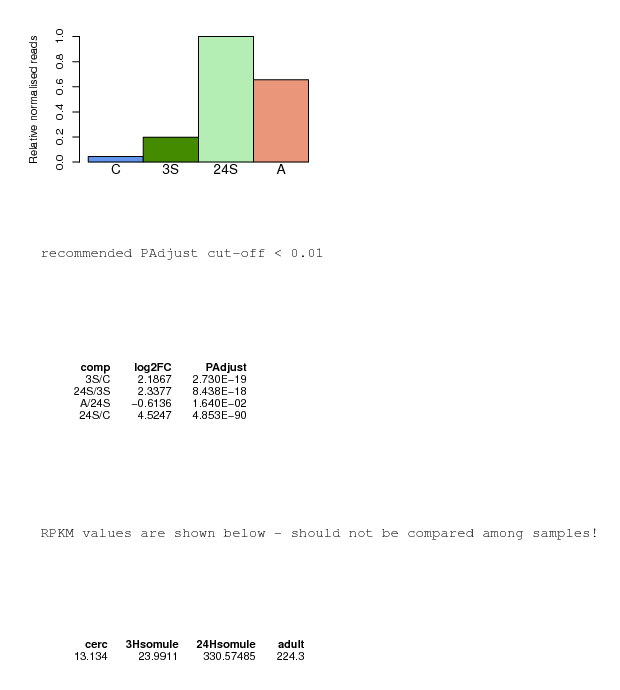 Relative normalised reads
1.0
0.8
0.6
0.4
0.2
0.0
C 3S 24S A
recommended PAdjust cut-off < 0.01
comp log2FC PAdjust
3S/C 2.1867 2.730E−19
24S/3S 2.3377 8.438E−18
A/24S −0.6136 1.640E−02
24S/C 4.5247 4.853E−90
RPKM values are shown below - should not be compared among samples!
cerc 3Hsomule 24Hsomule adult
13.134 23.9911 330.57485 224.3